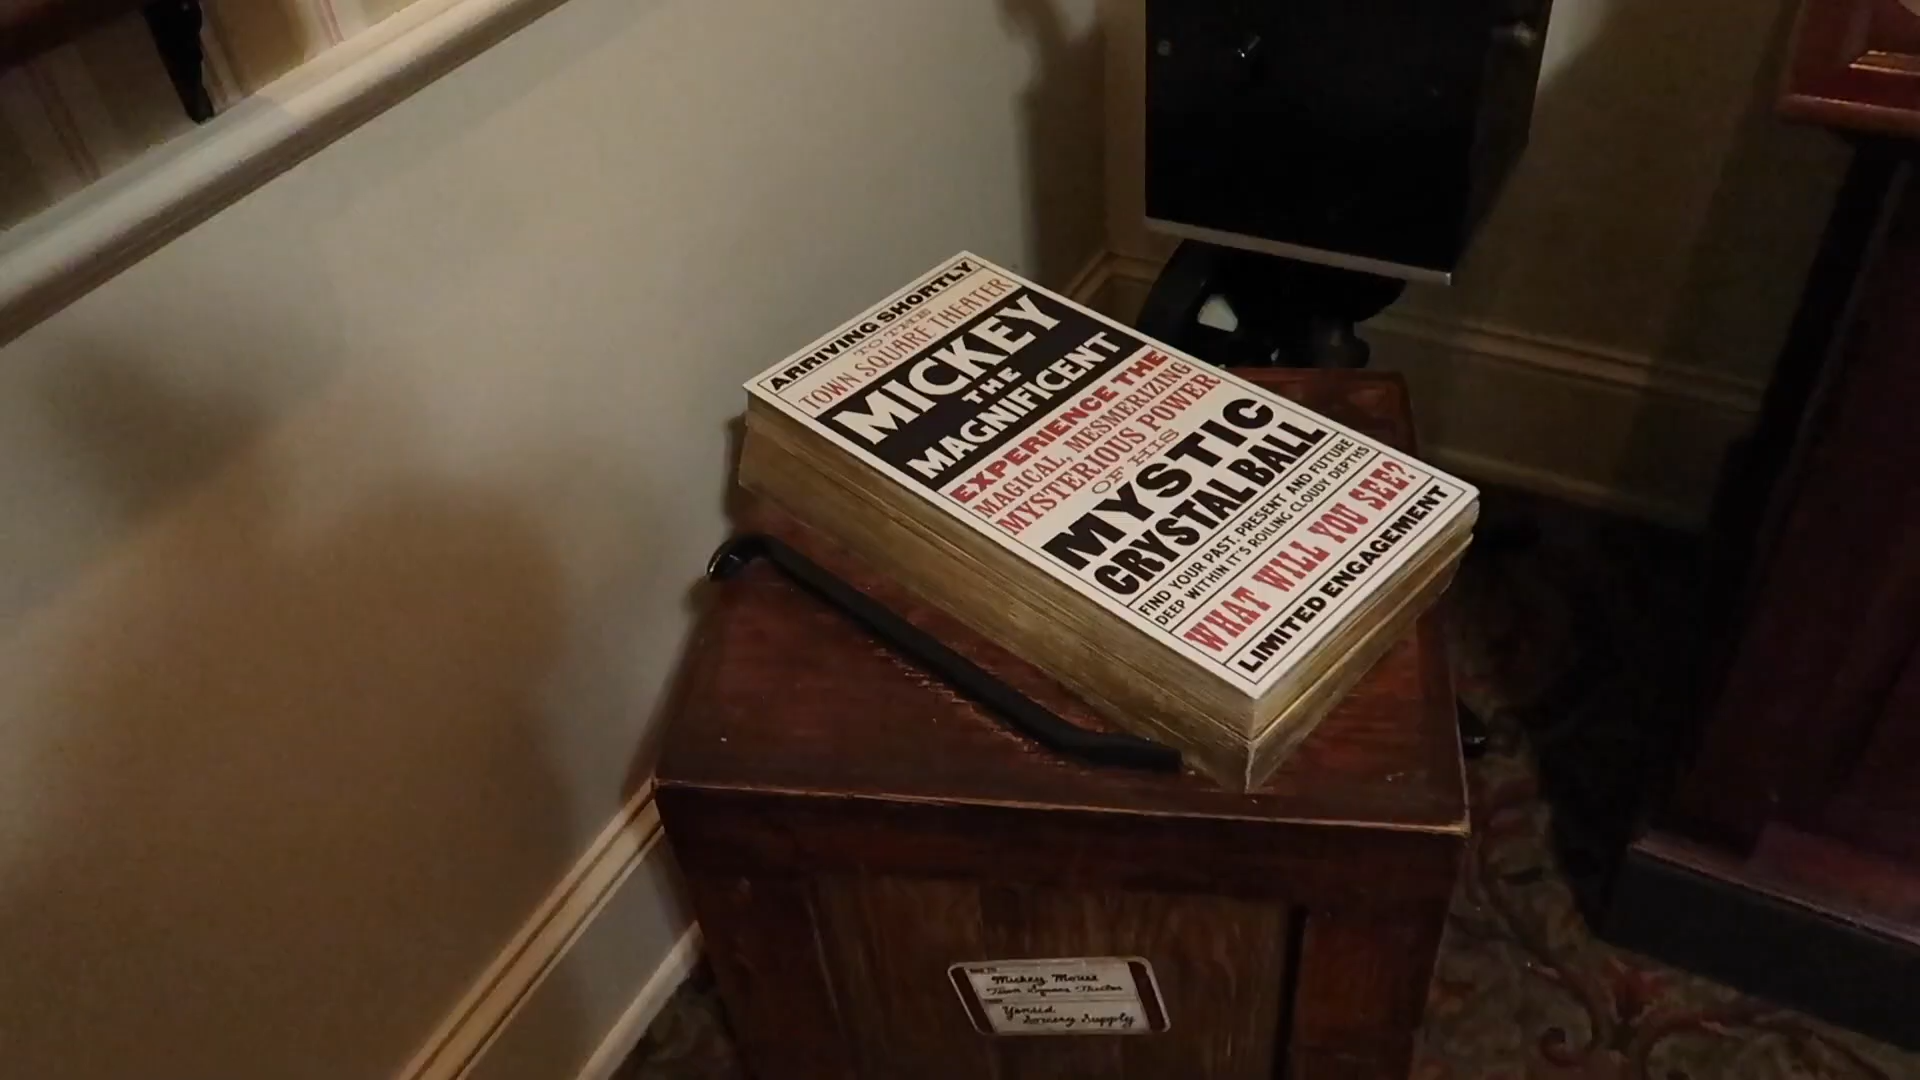 ARRIVING SHORTLY
TO THE
TOWN SQUARE THEATER
MICKEY
THE
MAGNIFICENT
EXPERIENCE THE
MAGICAL, MESMERIZING
MYSTERIOUS POWER
OF HIS
MYSTIC
CRYSTAL BALL
FIND YOUR PAST, PRESENT AND FUTURE
DEEP WITHIN IT'S ROILING CLOUDY DEPTHS
WHAT WILL YOU SEE?
LIMITED ENGAGEMENT
Mickey Mouse
Town Square Theater
Yensid
Sorcery Supply